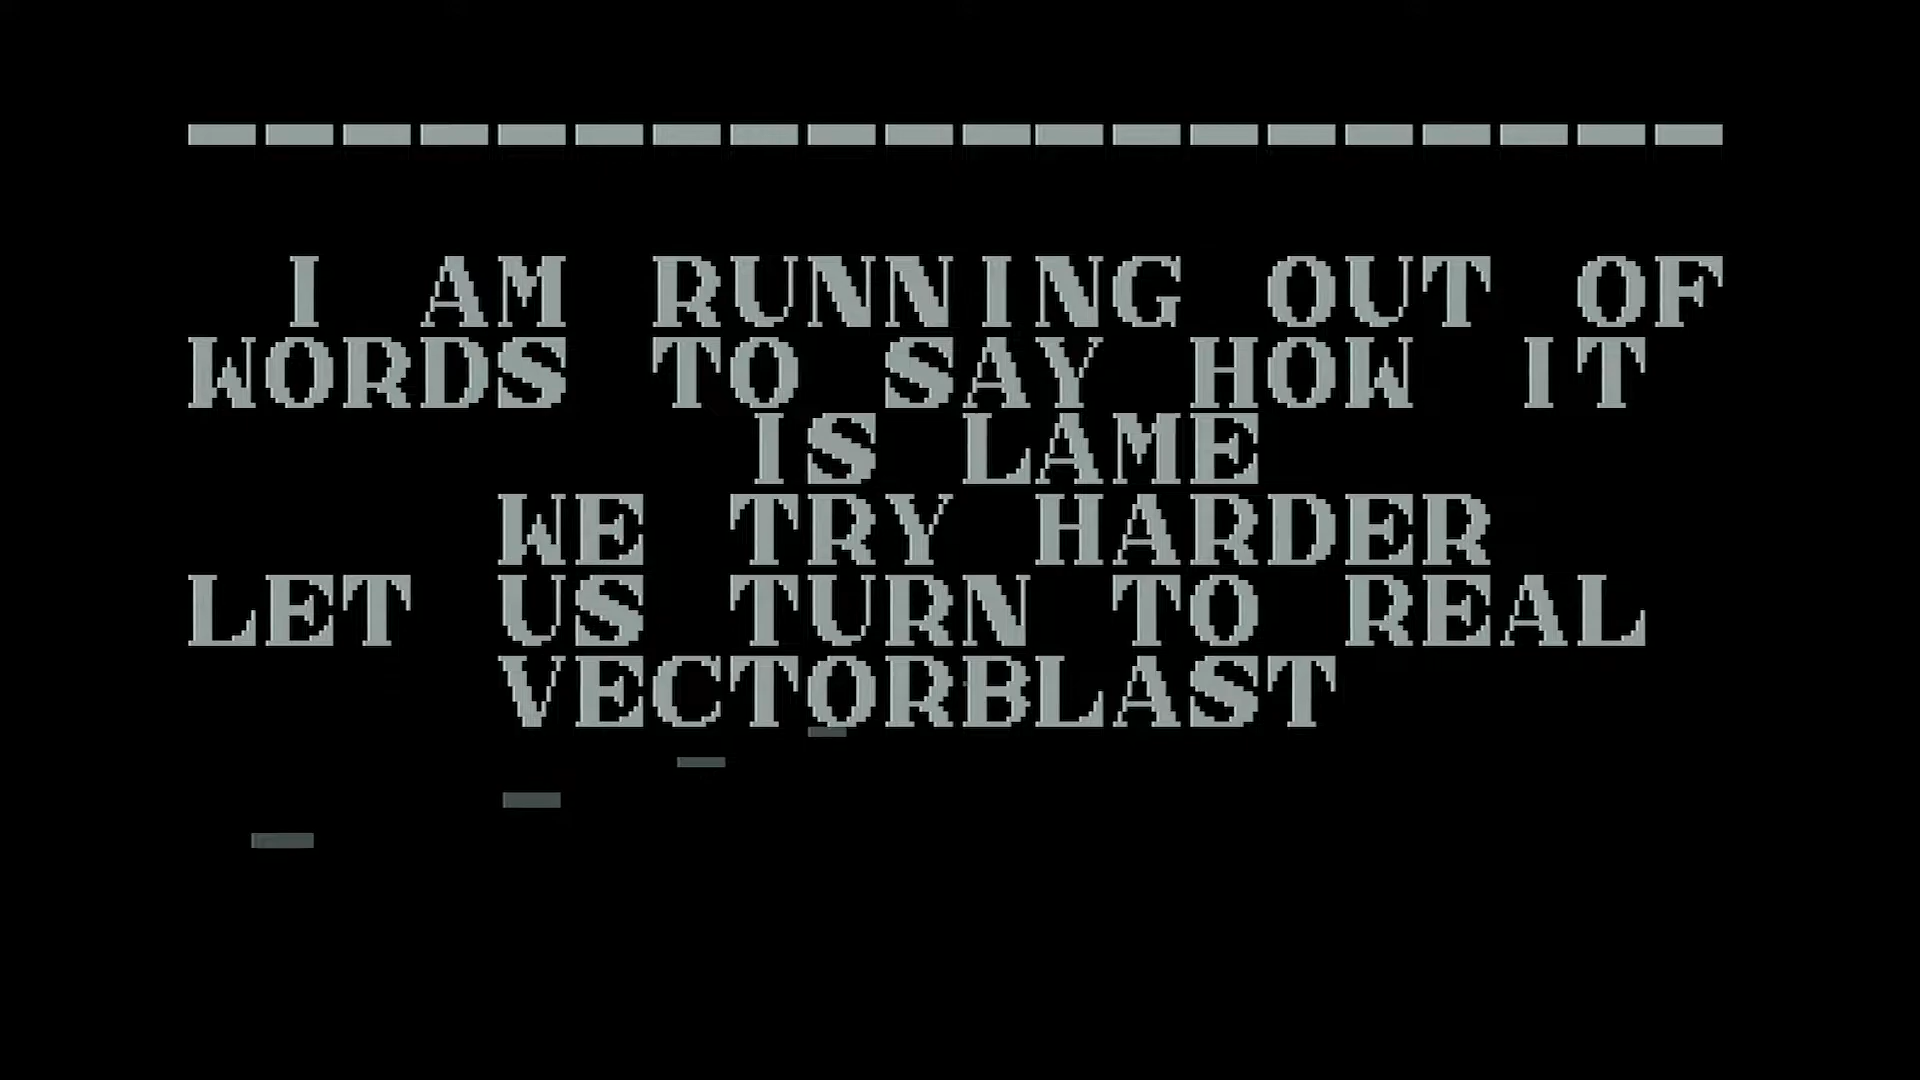 I AM RUNNING OUT OF
WORDS TO SAY HOW IT
IS LAME
WE TRY HARDER
LET US TURN TO REAL
VECTORBLAST